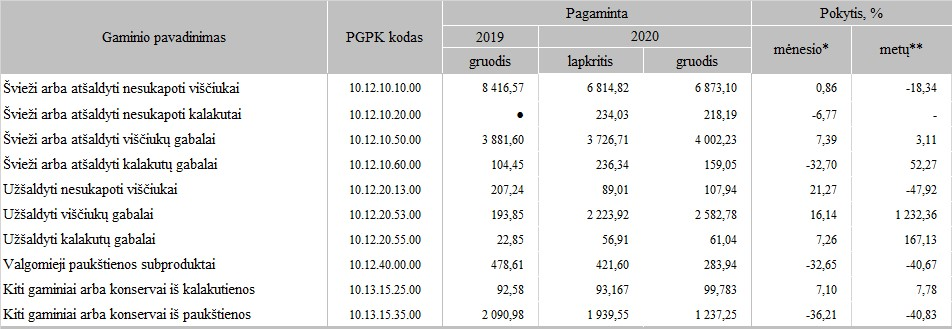 Gaminio pavadinimas PGPK kodas Pagaminta Pokytis, %
2019 2020 mėnesio* metų**
gruodis lapkritis gruodis
Švieži arba atšaldyti nesukapoti viščiukai 10.12.10.10.00 8 416,57 6 814,82 6 873,10 0,86 -18,34
Švieži arba atšaldyti nesukapoti kalakutai 10.12.10.20.00 ● 234,03 218,19 -6,77 -
Švieži arba atšaldyti viščiukų gabalai 10.12.10.50.00 3 881,60 3 726,71 4 002,23 7,39 3,11
Švieži arba atšaldyti kalakutų gabalai 10.12.10.60.00 104,45 236,34 159,05 -32,70 52,27
Užšaldyti nesukapoti viščiukai 10.12.20.13.00 207,24 89,01 107,94 21,27 -47,92
Užšaldyti viščiukų gabalai 10.12.20.53.00 193,85 2 223,92 2 582,78 16,14 1 232,36
Užšaldyti kalakutų gabalai 10.12.20.55.00 22,85 56,91 61,04 7,26 167,13
Valgomieji paukštienos subproduktai 10.12.40.00.00 478,61 421,60 283,94 -32,65 -40,67
Kiti gaminiai arba konservai iš kalakutienos 10.13.15.25.00 92,58 93,167 99,783 7,10 7,78
Kiti gaminiai arba konservai iš paukštienos 10.13.15.35.00 2 090,98 1 939,55 1 237,25 -36,21 -40,83